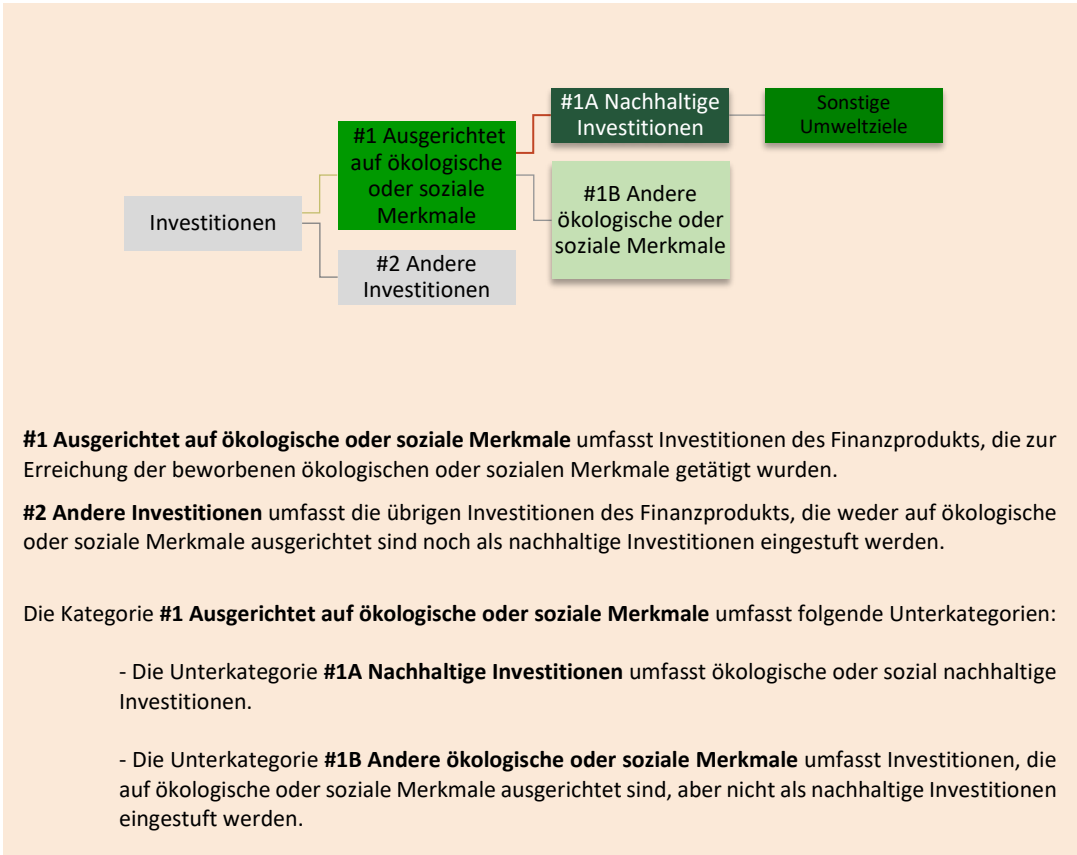 #1A Nachhaltige
Investitionen
Sonstige
Umweltziele
#1 Ausgerichtet
auf ökologische
oder soziale
Merkmale
#1B Andere
ökologische oder
soziale Merkmale
Investitionen
#2 Andere
Investitionen
#1 Ausgerichtet auf ökologische oder soziale Merkmale umfasst Investitionen des Finanzprodukts, die zur
Erreichung der beworbenen ökologischen oder sozialen Merkmale getätigt wurden.
#2 Andere Investitionen umfasst die übrigen Investitionen des Finanzprodukts, die weder auf ökologische
oder soziale Merkmale ausgerichtet sind noch als nachhaltige Investitionen eingestuft werden.
Die Kategorie #1 Ausgerichtet auf ökologische oder soziale Merkmale umfasst folgende Unterkategorien:
- Die Unterkategorie #1A Nachhaltige Investitionen umfasst ökologische oder sozial nachhaltige
Investitionen.
- Die Unterkategorie #1B Andere ökologische oder soziale Merkmale umfasst Investitionen, die
auf ökologische oder soziale Merkmale ausgerichtet sind, aber nicht als nachhaltige Investitionen
eingestuft werden.